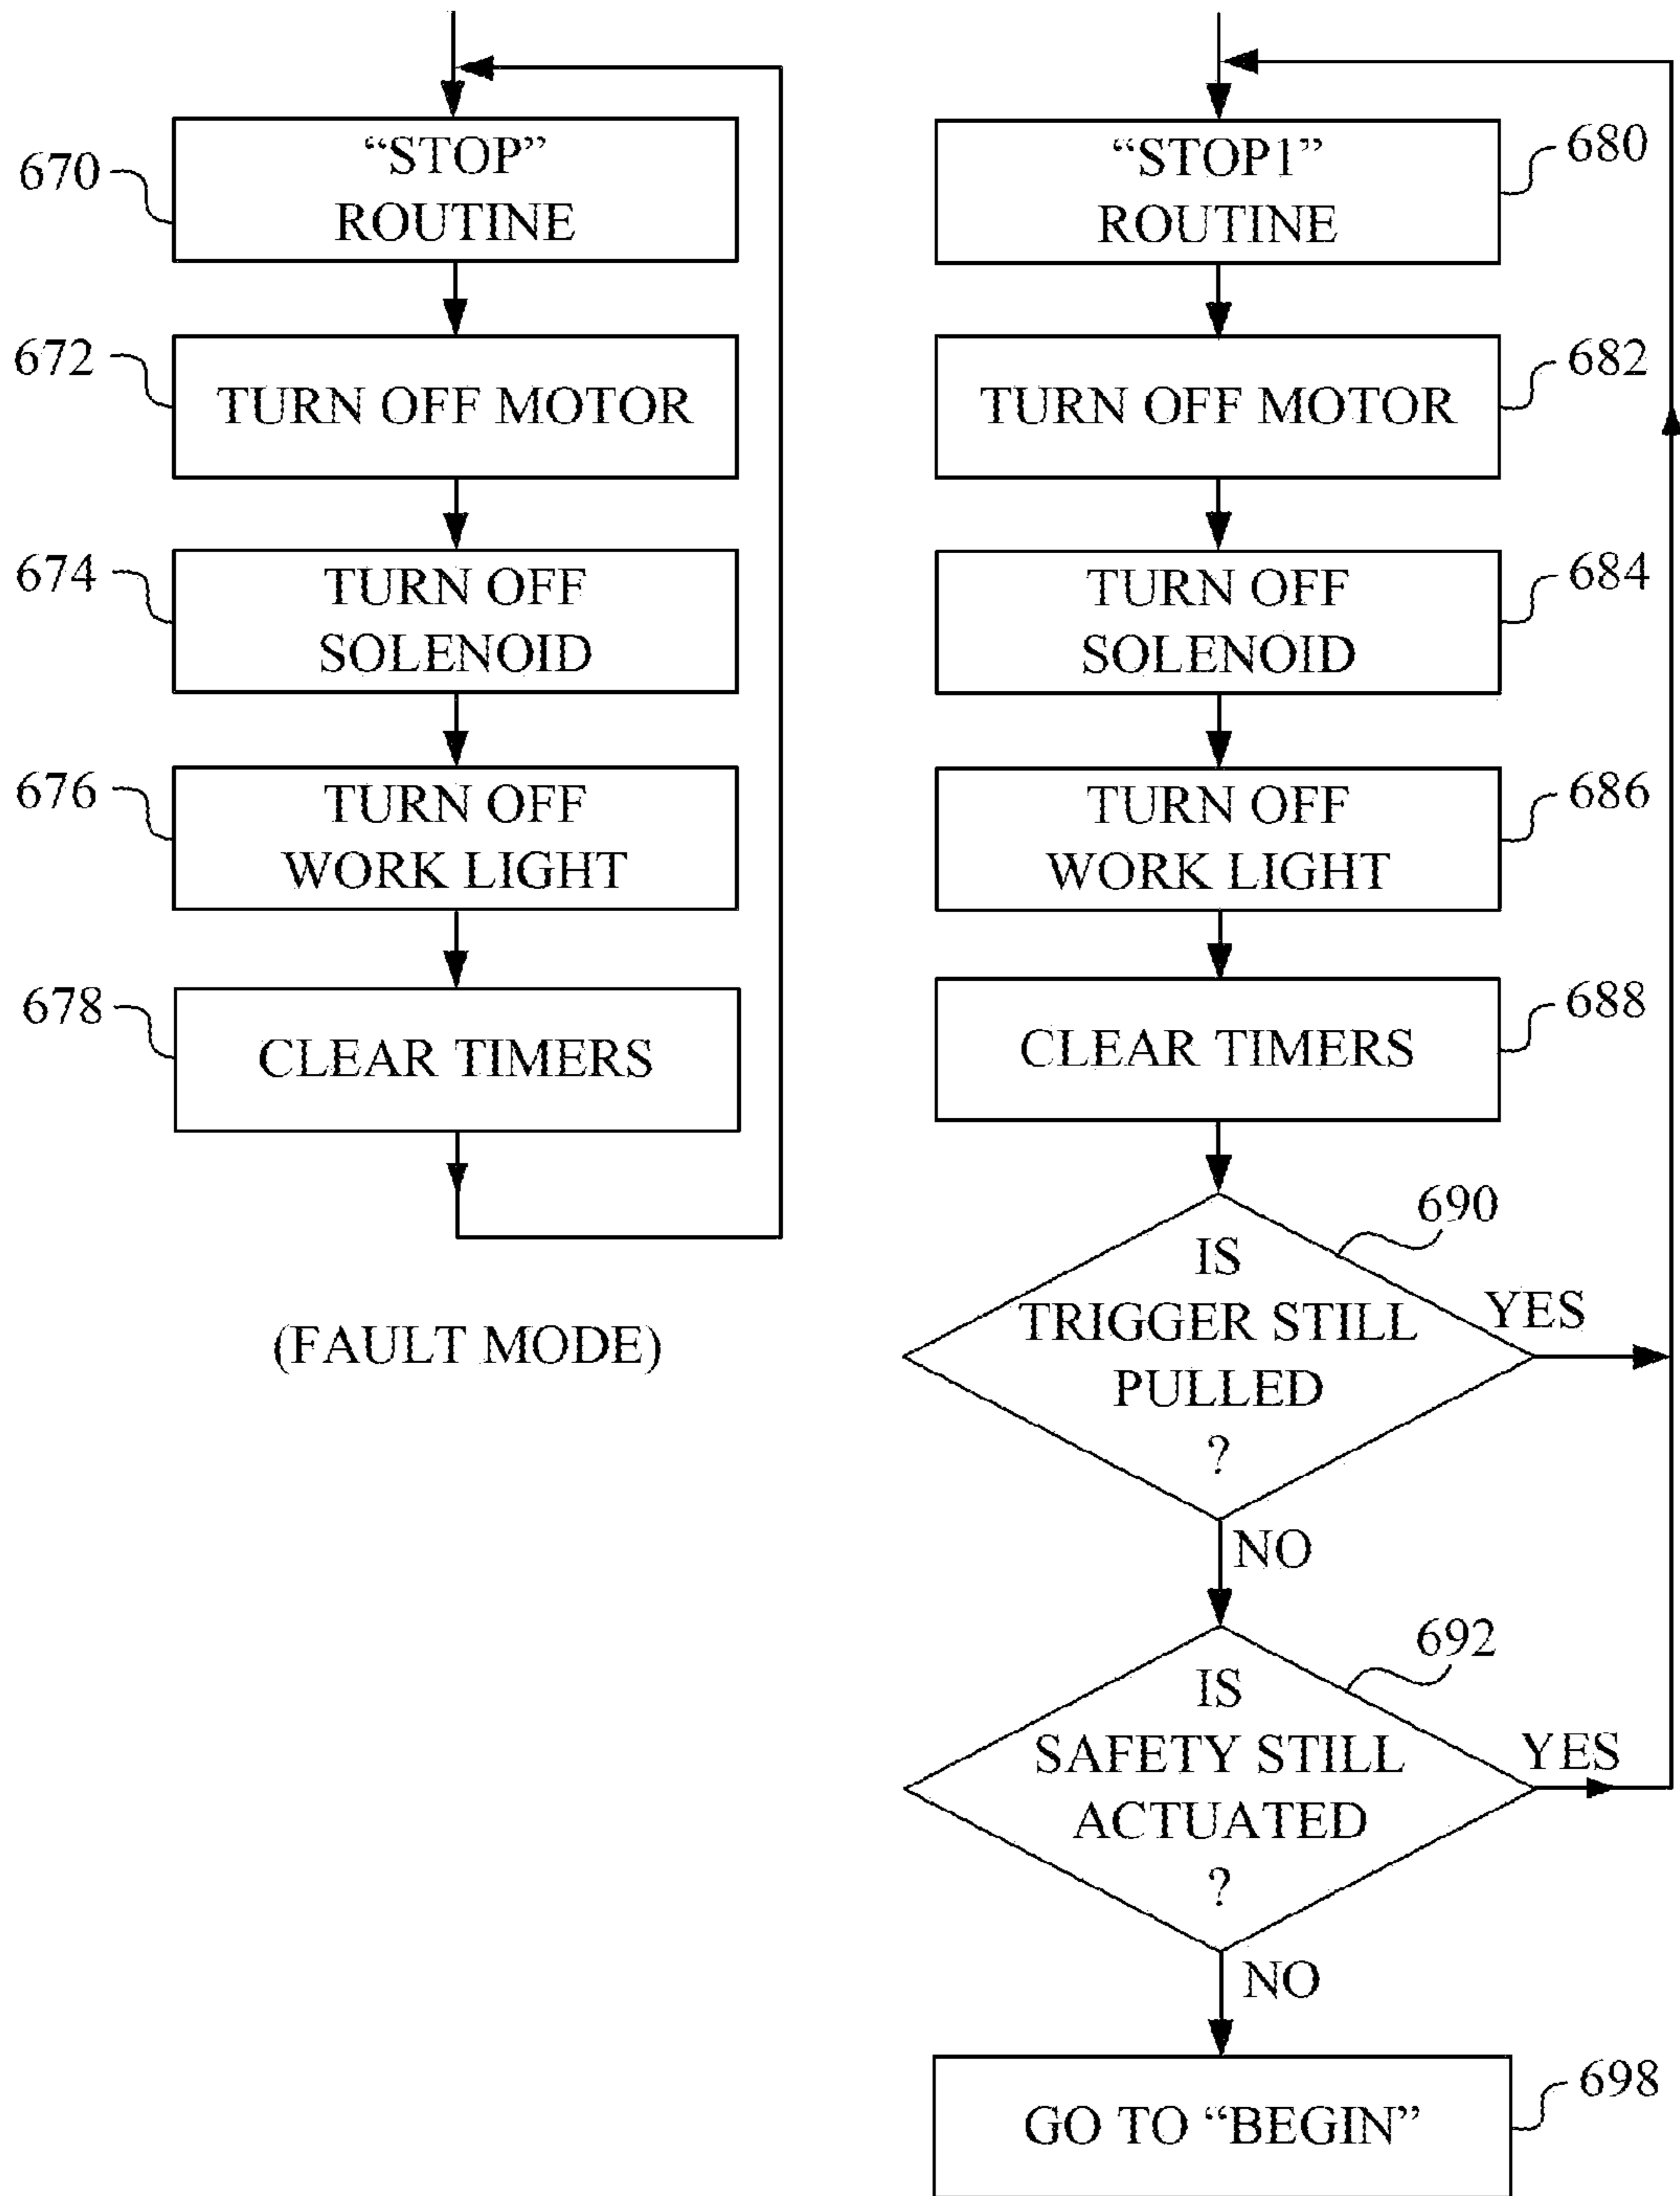 670
“STOP”
ROUTINE
672
TURN OFF MOTOR
674
TURN OFF
SOLENOID
676
TURN OFF
WORK LIGHT
678
CLEAR TIMERS
(FAULT MODE)
“STOP1”
ROUTINE
680
TURN OFF MOTOR
682
TURN OFF
SOLENOID
684
TURN OFF
WORK LIGHT
686
CLEAR TIMERS
688
690
IS
TRIGGER STILL
PULLED
?
YES
NO
692
IS
SAFETY STILL
ACTUATED
?
YES
NO
GO TO “BEGIN”
698